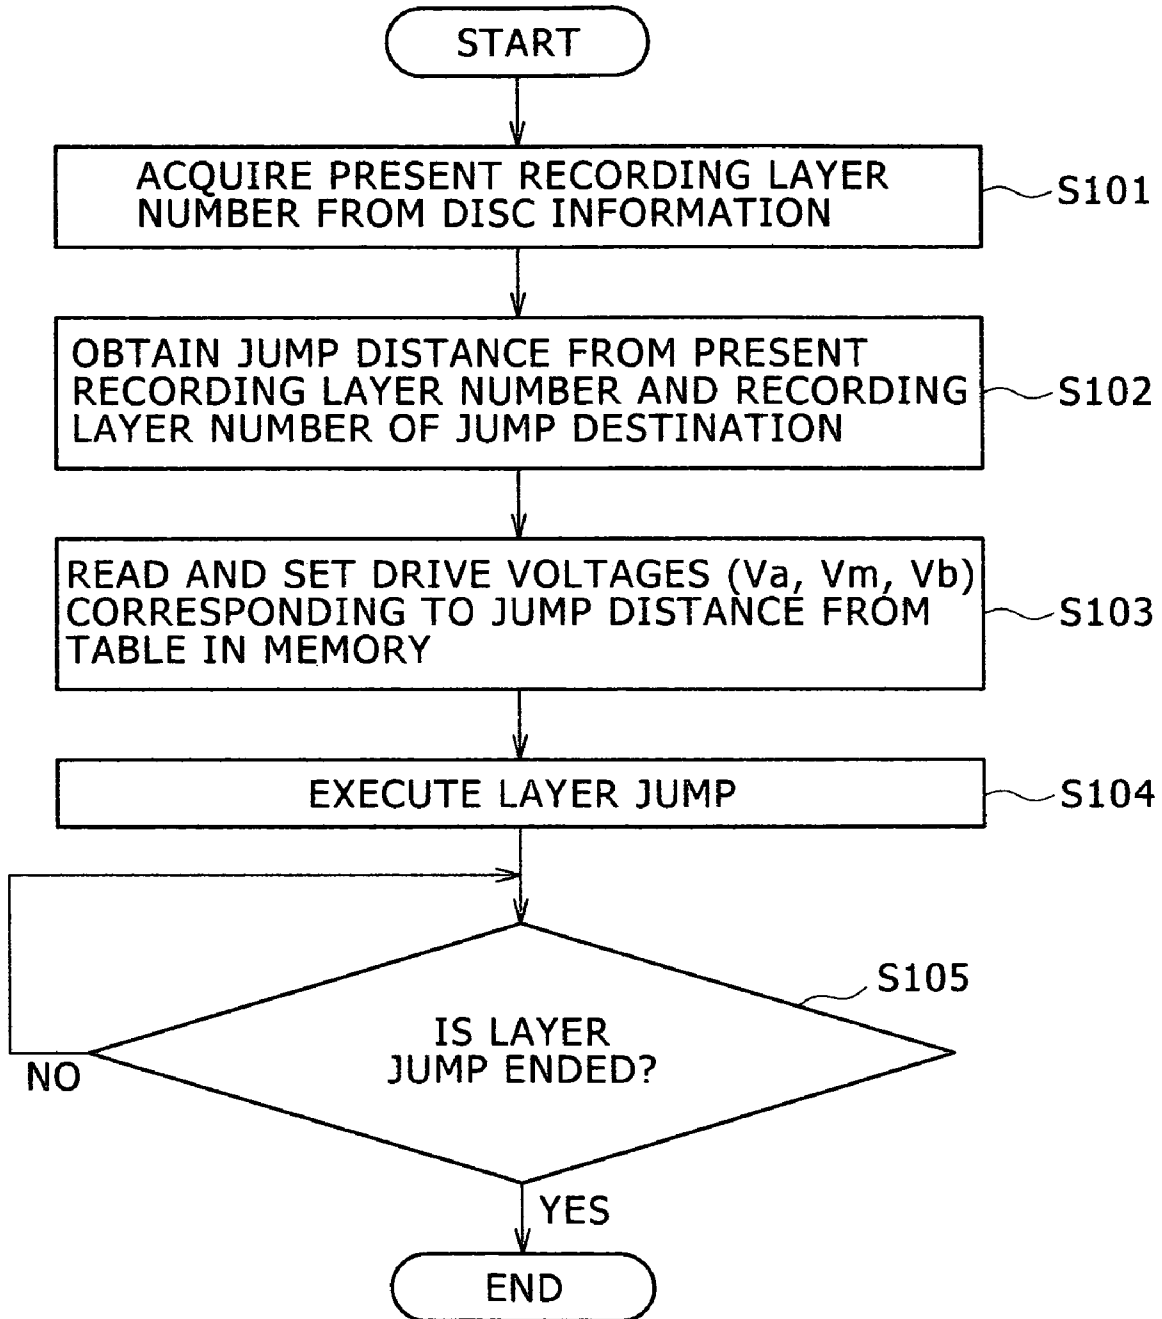 START
ACQUIRE PRESENT RECORDING LAYER
NUMBER FROM DISC INFORMATION
S101
OBTAIN JUMP DISTANCE FROM PRESENT
RECORDING LAYER NUMBER AND RECORDING
LAYER NUMBER OF JUMP DESTINATION
S102
READ AND SET DRIVE VOLTAGES (Va, Vm, Vb)
CORRESPONDING TO JUMP DISTANCE FROM
TABLE IN MEMORY
S103
EXECUTE LAYER JUMP
S104
S105
IS LAYER
JUMP ENDED?
NO
YES
END